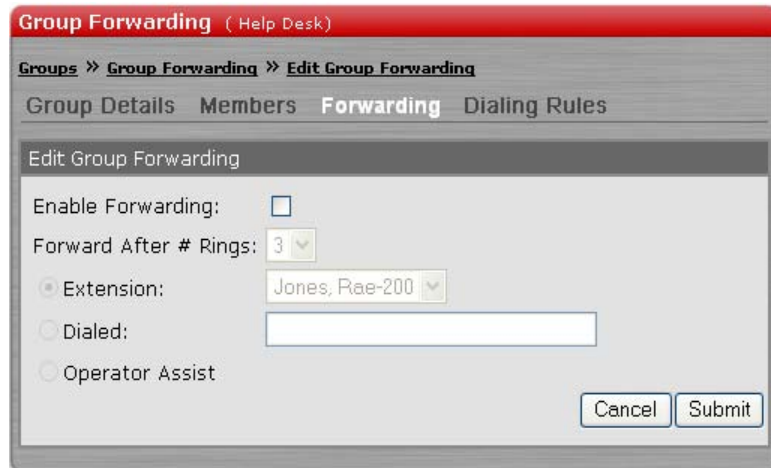 Group Forwarding ( Help Desk)
Groups » Group Forwarding » Edit Group Forwarding
Group Details Members Forwarding Dialing Rules
Edit Group Forwarding
Enable Forwarding:
Forward After # Rings: 3
Extension: Jones, Rae-200
Dialed:
Operator Assist
Cancel Submit